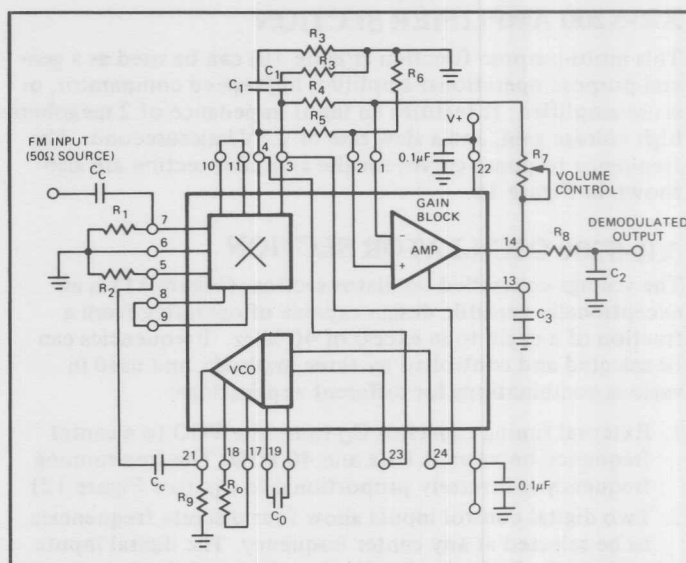 R3
C1
R3
C1
R4
R5
R6
V+
FM INPUT
(50Ω SOURCE)
CC
0.1μF
R7
VOLUME
CONTROL
10
11
4
3
2
1
22
7
R1
6
R2
5
8
9
GAIN
BLOCK
AMP
-
+
14
R8
DEMODULATED
OUTPUT
C2
13
C3
VCO
CC
21
18
17
19
23
24
R9
Ro
C0
0.1μF